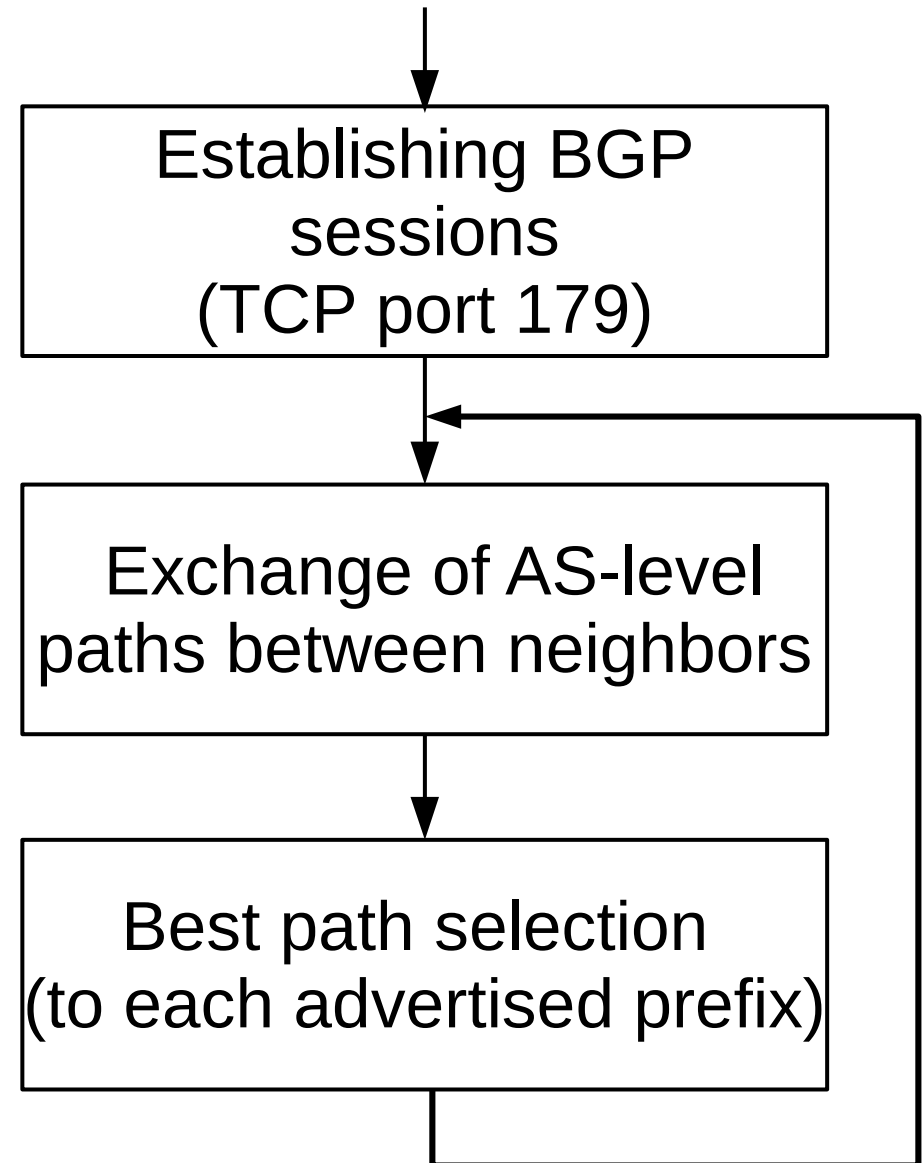 Establishing BGP
sessions
(TCP port 179)
Exchange of AS-level
paths between neighbors
Best path selection
(to each advertised prefix)